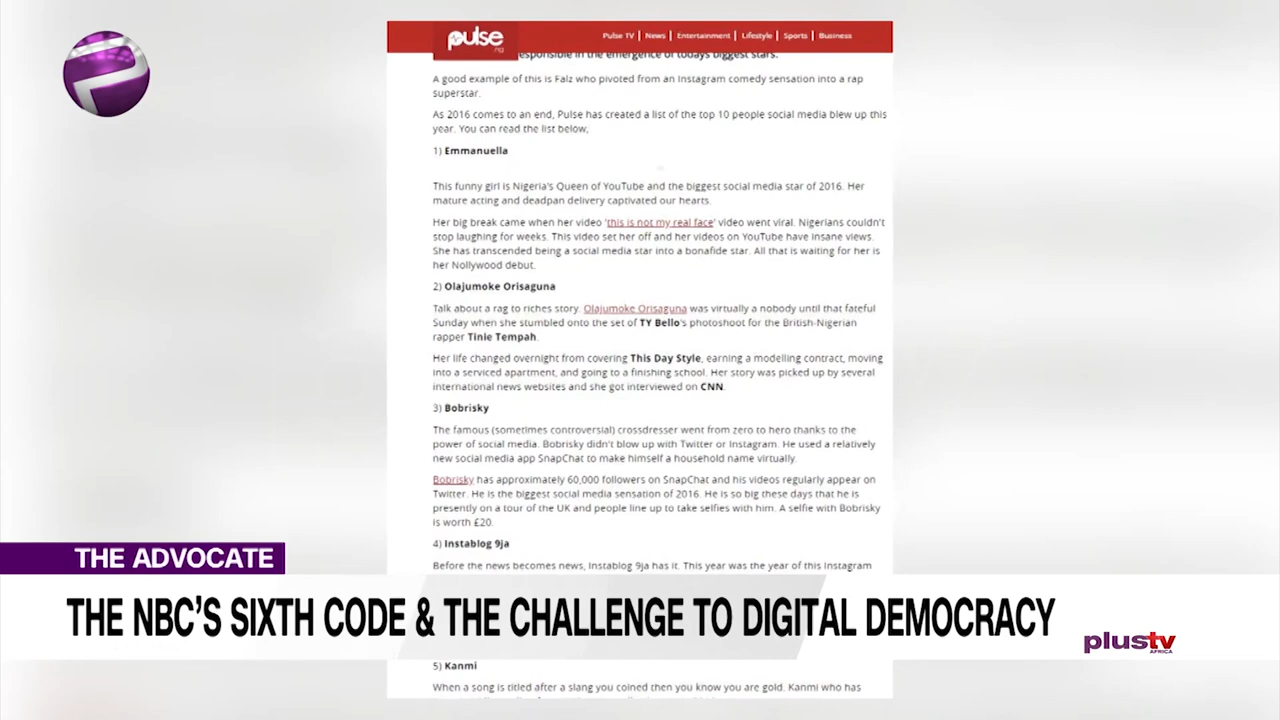 pulse
ng
Pulse TV | News | Entertainment | Lifestyle | Sports | Business
esponsible in the emergence of todays biggest stars.
A good example of this is Falz who pivoted from an Instagram comedy sensation into a rap
superstar.
As 2016 comes to an end, Pulse has created a list of the top 10 people social media blew up this
year. You can read the list below;
1) Emmanuella
This funny girl is Nigeria's Queen of YouTube and the biggest social media star of 2016. Her
mature acting and deadpan delivery captivated our hearts.
Her big break came when her video 'this is not my real face' video went viral. Nigerians couldn't
stop laughing for weeks. This video set her off and her videos on YouTube have insane views.
She has transcended being a social media star into a bonafide star. All that is waiting for her is
her Nollywood debut.
2) Olajumoke Orisaguna
Talk about a rag to riches story. Olajumoke Orisaguna was virtually a nobody until that fateful
Sunday when she stumbled onto the set of TY Bello's photoshoot for the British-Nigerian
rapper Tinie Tempah.
Her life changed overnight from covering This Day Style, earning a modelling contract, moving
into a serviced apartment, and going to a finishing school. Her story was picked up by several
international news websites and she got interviewed on CNN.
3) Bobrisky
The famous (sometimes controversial) crossdresser went from zero to hero thanks to the
power of social media. Bobrisky didn't blow up with Twitter or Instagram. He used a relatively
new social media app SnapChat to make himself a household name virtually.
Bobrisky has approximately 60,000 followers on SnapChat and his videos regularly appear on
Twitter. He is the biggest social media sensation of 2016. He is so big these days that he is
presently on a tour of the UK and people line up to take selfies with him. A selfie with Bobrisky
is worth £20.
4) Instablog 9ja
Before the news becomes news, Instablog 9ja has it. This year was the year of this Instagram
THE ADVOCATE
THE NBC'S SIXTH CODE & THE CHALLENGE TO DIGITAL DEMOCRACY
plustv
AFRICA
5) Kanmi
When a song is titled after a slang you coined then you know you are gold. Kanmi who has